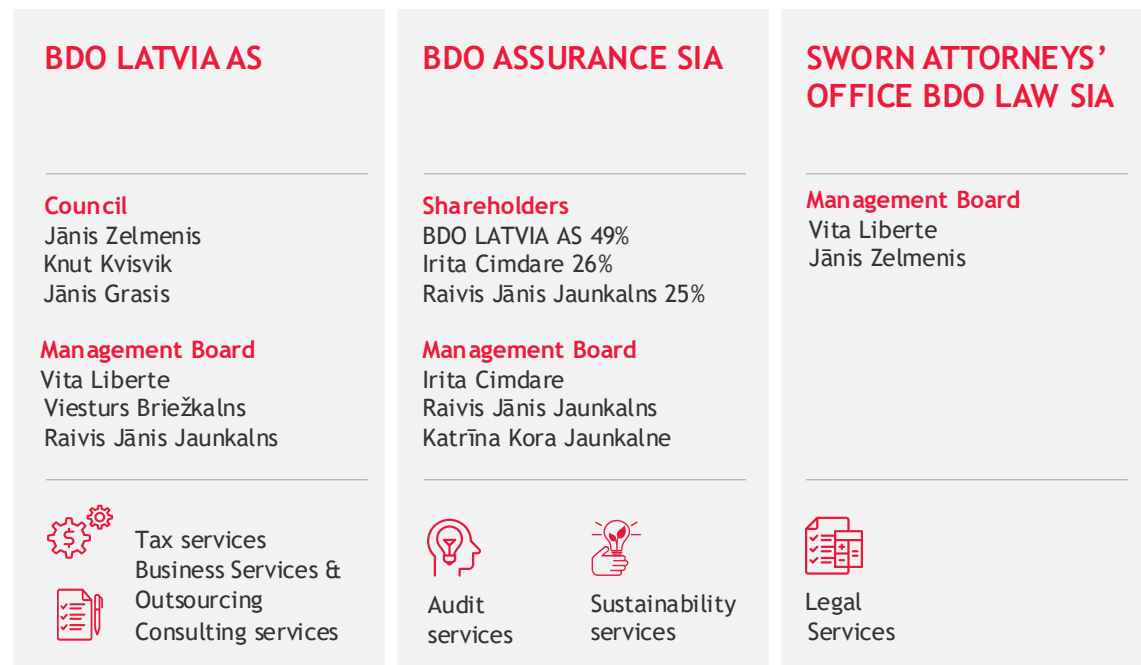 BDO LATVIA AS
Council
Jānis Zelmenis
Knut Kvisvik
Jānis Grasis
Management Board
Vita Liberte
Viesturs Briežkalns
Raivis Jānis Jaunkalns
Tax services
Business Services &
Outsourcing
Consulting services
BDO ASSURANCE SIA
Shareholders
BDO LATVIA AS 49%
Irita Cimdare 26%
Raivis Jānis Jaunkalns 25%
Management Board
Irita Cimdare
Raivis Jānis Jaunkalns
Katrīna Kora Jaunkalne
Audit
services
Sustainability
services
SWORN ATTORNEYS’
OFFICE BDO LAW SIA
Management Board
Vita Liberte
Jānis Zelmenis
Legal
Services